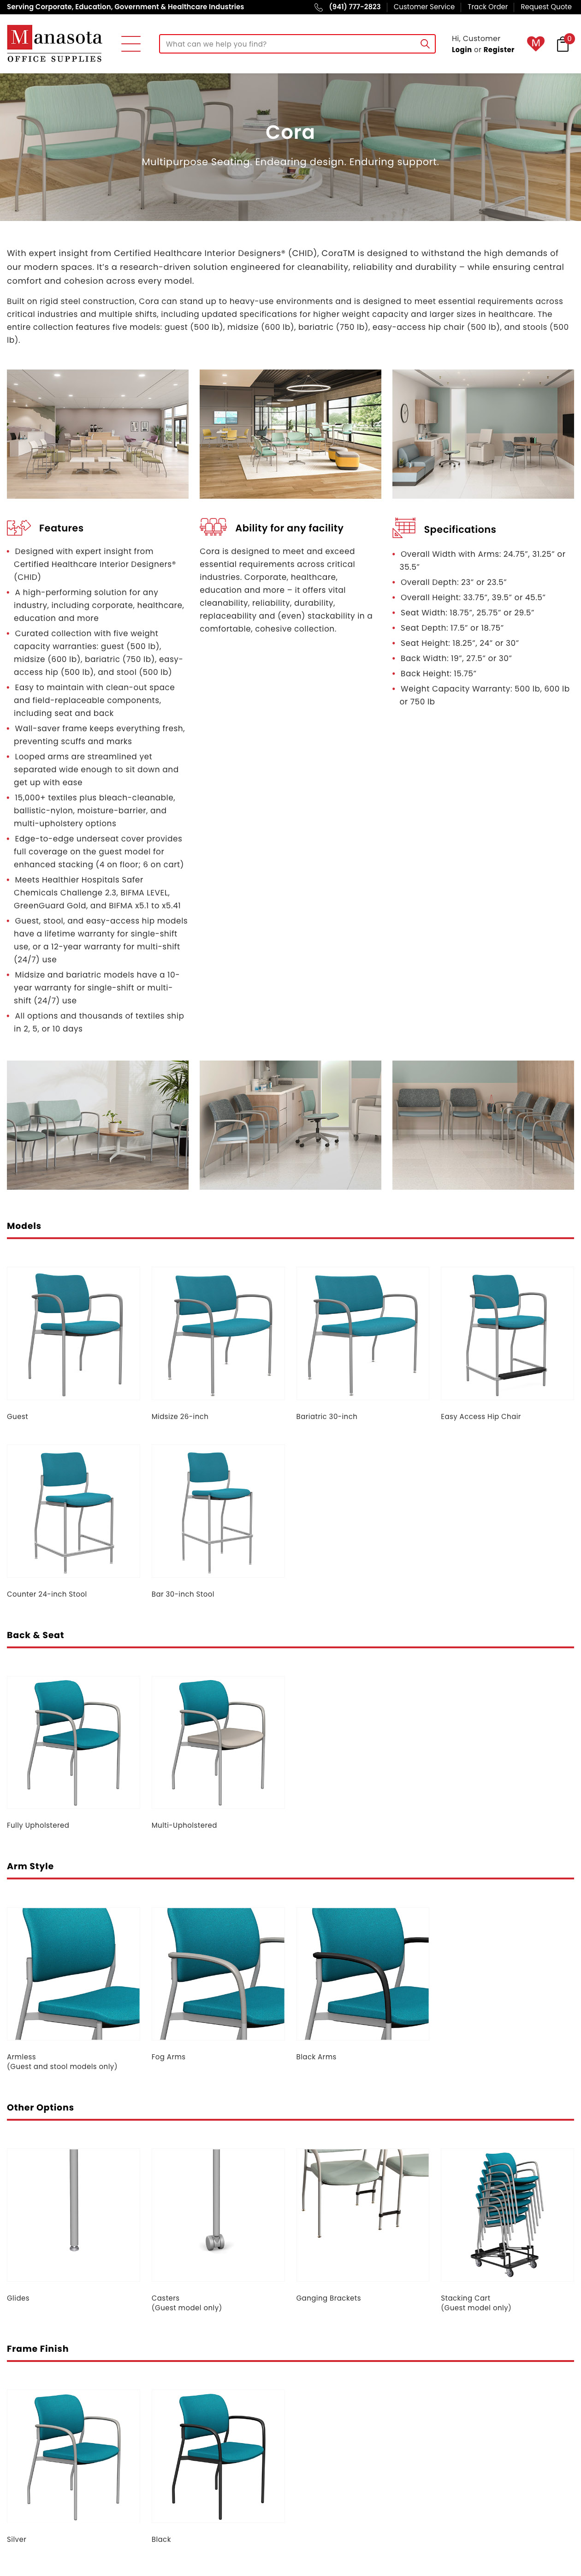 Serving Corporate, Education, Government & Healthcare Industries
(941) 777-2823
Customer Service
Track Order
Request Quote
Manasota
OFFICE SUPPLIES
What can we help you find?
Hi, Customer
Login or Register
M
0
Cora
Multipurpose Seating. Endearing design. Enduring support.
With expert insight from Certified Healthcare Interior Designers® (CHID), CoraTM is designed to withstand the high demands of
our modern spaces. It's a research-driven solution engineered for cleanability, reliability and durability – while ensuring central
comfort and cohesion across every model.
Built on rigid steel construction, Cora can stand up to heavy-use environments and is designed to meet essential requirements across
critical industries and multiple shifts, including updated specifications for higher weight capacity and larger sizes in healthcare. The
entire collection features five models: guest (500 lb), midsize (600 lb), bariatric (750 lb), easy-access hip chair (500 lb), and stools (500
lb).
Features
• Designed with expert insight from
Certified Healthcare Interior Designers®
(CHID)
• A high-performing solution for any
industry, including corporate, healthcare,
education and more
• Curated collection with five weight
capacity warranties: guest (500 lb),
midsize (600 lb), bariatric (750 lb), easy-
access hip (500 lb), and stool (500 lb)
• Easy to maintain with clean-out space
and field-replaceable components,
including seat and back
• Wall-saver frame keeps everything fresh,
preventing scuffs and marks
• Looped arms are streamlined yet
separated wide enough to sit down and
get up with ease
• 15,000+ textiles plus bleach-cleanable,
ballistic-nylon, moisture-barrier, and
multi-upholstery options
• Edge-to-edge underseat cover provides
full coverage on the guest model for
enhanced stacking (4 on floor; 6 on cart)
• Meets Healthier Hospitals Safer
Chemicals Challenge 2.3, BIFMA LEVEL,
GreenGuard Gold, and BIFMA x5.1 to x5.41
• Guest, stool, and easy-access hip models
have a lifetime warranty for single-shift
use, or a 12-year warranty for multi-shift
(24/7) use
• Midsize and bariatric models have a 10-
year warranty for single-shift or multi-
shift (24/7) use
• All options and thousands of textiles ship
in 2, 5, or 10 days
Ability for any facility
Cora is designed to meet and exceed
essential requirements across critical
industries. Corporate, healthcare,
education and more – it offers vital
cleanability, reliability, durability,
replaceability and (even) stackability in a
comfortable, cohesive collection.
Specifications
• Overall Width with Arms: 24.75", 31.25" or
35.5"
• Overall Depth: 23" or 23.5"
• Overall Height: 33.75", 39.5" or 45.5"
• Seat Width: 18.75", 25.75" or 29.5"
• Seat Depth: 17.5" or 18.75"
• Seat Height: 18.25", 24" or 30"
• Back Width: 19", 27.5" or 30"
• Back Height: 15.75"
• Weight Capacity Warranty: 500 lb, 600 lb
or 750 lb
Models
Guest
Midsize 26-inch
Bariatric 30-inch
Easy Access Hip Chair
Counter 24-inch Stool
Bar 30-inch Stool
Back & Seat
Fully Upholstered
Multi-Upholstered
Arm Style
Armless
(Guest and stool models only)
Fog Arms
Black Arms
Other Options
Glides
Casters
(Guest model only)
Ganging Brackets
Stacking Cart
(Guest model only)
Frame Finish
Silver
Black